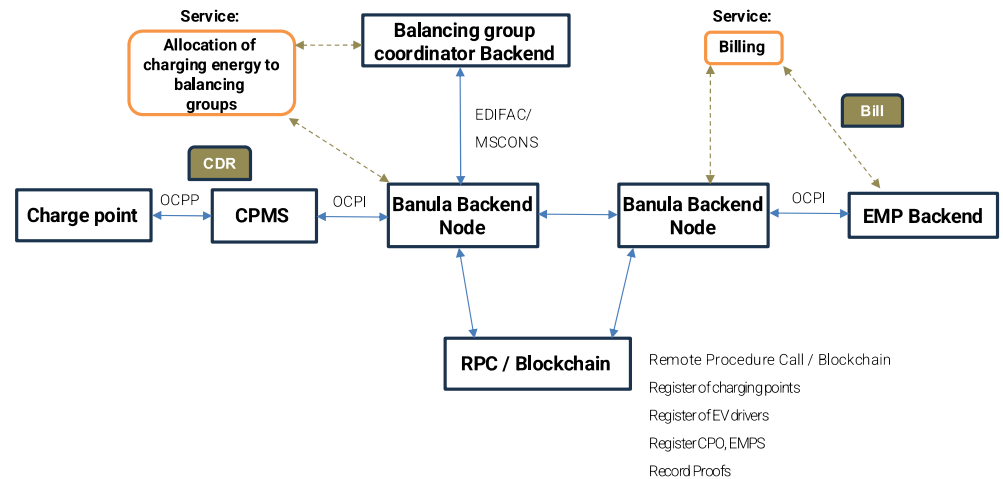 Service:
Allocation of
charging energy to
balancing
groups
Balancing group
coordinator Backend
Service:
Billing
Bill
EDIFAC/
MSCONS
CDR
OCPP
OCPI
OCPI
Charge point
CPMS
Banula Backend
Node
Banula Backend
Node
EMP Backend
RPC / Blockchain
Remote Procedure Call / Blockchain
Register of charging points
Register of EV drivers
Register CPO, EMPS
Record Proofs